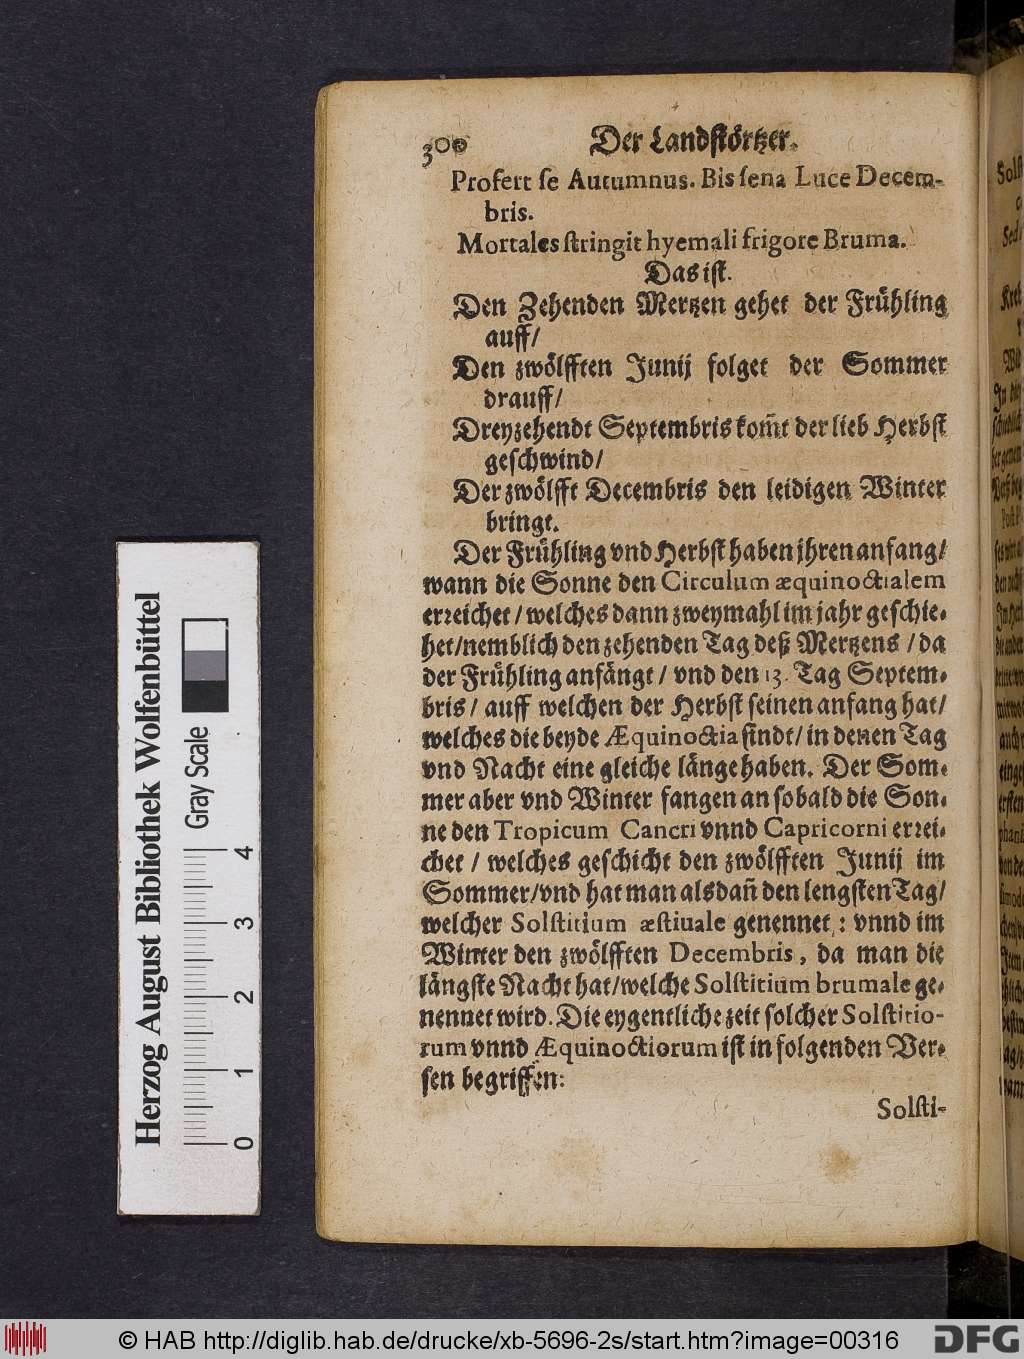 300 Der Landstörtzer.
Profert se Autumnus. Bis sena Luce Decem-
bris.
Mortales stringit hyemali frigore Bruma.
Das ist.
Den Zehenden Mertzen gehet der Frühling
auff/
Den zwölfften Junij folget der Sommer
drauff/
Dreyzehendt Septembris kom̃t der lieb Herbst
geschwind/
Der zwölfft Decembris den leidigen Winter
bringt.
Der Frühling vnd Herbst haben jhren anfang/
wann die Sonne den Circulum æquinoctialem
erreichet / welches dann zweymahl im jahr geschie-
het/nemblich den zehenden Tag deß Mertzens / da
der Frühling anfängt / vnd den 13. Tag Septem-
bris / auff welchen der Herbst seinen anfang hat/
welches die beyde Æquinoctia sindt/ in denen Tag
vnd Nacht eine gleiche länge haben. Der Som-
mer aber vnd Winter fangen an sobald die Son-
ne den Tropicum Cancri vnnd Capricorni errei-
chet / welches geschicht den zwölfften Junij im
Sommer/vnd hat man alsdañ den lengsten Tag/
welcher Solstitium æstiuale genennet : vnnd im
Winter den zwölfften Decembris, da man die
längste Nacht hat/welche Solstitium brumale ge-
nennet wird. Die eygentliche zeit solcher Solstitio-
rum vnnd Æquinoctiorum ist in folgenden Ver-
sen begriffen:
Solsti-
Herzog August Bibliothek Wolfenbüttel
Gray Scale
0 1 2 3 4
© HAB http://diglib.hab.de/drucke/xb-5696-2s/start.htm?image=00316
DFG